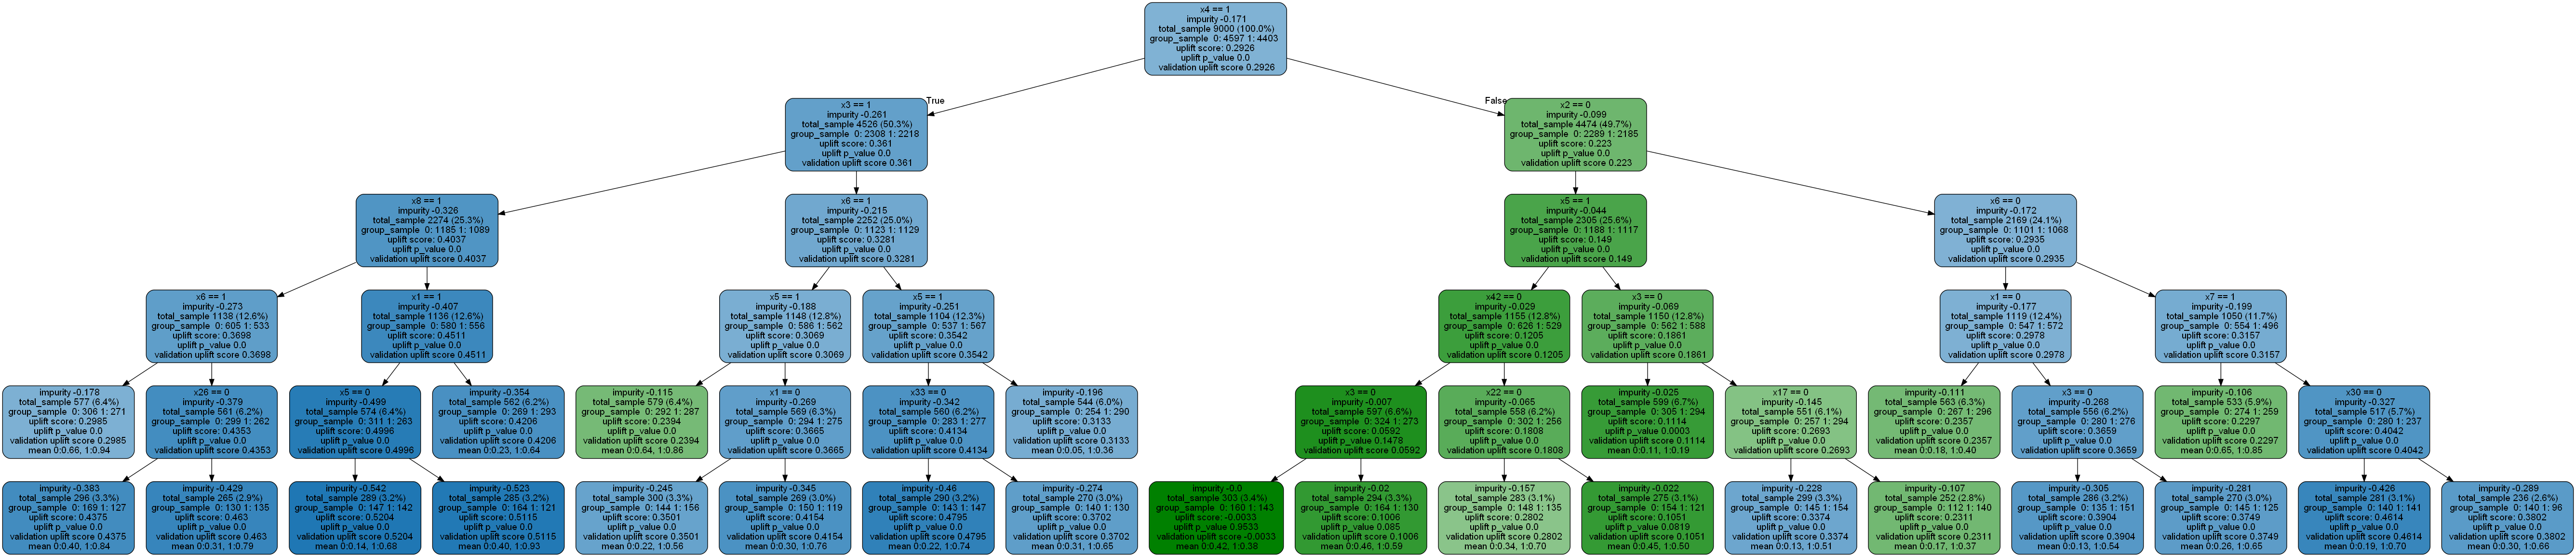 x4 == 1
impurity -0.171
total_sample 9000 (100.0%)
group_sample 0: 4597 1: 4403
uplift score: 0.2926
uplift p_value 0.0
validation uplift score 0.2926
True
False
x3 == 1
impurity -0.261
total_sample 4526 (50.3%)
group_sample 0: 2308 1: 2218
uplift score: 0.361
uplift p_value 0.0
validation uplift score 0.361
x2 == 0
impurity -0.099
total_sample 4474 (49.7%)
group_sample 0: 2289 1: 2185
uplift score: 0.223
uplift p_value 0.0
validation uplift score 0.223
x8 == 1
impurity -0.326
total_sample 2274 (25.3%)
group_sample 0: 1185 1: 1089
uplift score: 0.4037
uplift p_value 0.0
validation uplift score 0.4037
x6 == 1
impurity -0.215
total_sample 2252 (25.0%)
group_sample 0: 1123 1: 1129
uplift score: 0.3281
uplift p_value 0.0
validation uplift score 0.3281
x5 == 1
impurity -0.044
total_sample 2305 (25.6%)
group_sample 0: 1188 1: 1117
uplift score: 0.149
uplift p_value 0.0
validation uplift score 0.149
x6 == 0
impurity -0.172
total_sample 2169 (24.1%)
group_sample 0: 1101 1: 1068
uplift score: 0.2935
uplift p_value 0.0
validation uplift score 0.2935
x6 == 1
impurity -0.273
total_sample 1138 (12.6%)
group_sample 0: 605 1: 533
uplift score: 0.3698
uplift p_value 0.0
validation uplift score 0.3698
x1 == 1
impurity -0.407
total_sample 1136 (12.6%)
group_sample 0: 580 1: 556
uplift score: 0.4511
uplift p_value 0.0
validation uplift score 0.4511
x5 == 1
impurity -0.188
total_sample 1148 (12.8%)
group_sample 0: 586 1: 562
uplift score: 0.3069
uplift p_value 0.0
validation uplift score 0.3069
x5 == 1
impurity -0.251
total_sample 1104 (12.3%)
group_sample 0: 537 1: 567
uplift score: 0.3542
uplift p_value 0.0
validation uplift score 0.3542
x42 == 0
impurity -0.029
total_sample 1155 (12.8%)
group_sample 0: 626 1: 529
uplift score: 0.1205
uplift p_value 0.0
validation uplift score 0.1205
x3 == 0
impurity -0.069
total_sample 1150 (12.8%)
group_sample 0: 562 1: 588
uplift score: 0.1861
uplift p_value 0.0
validation uplift score 0.1861
x1 == 0
impurity -0.177
total_sample 1119 (12.4%)
group_sample 0: 547 1: 572
uplift score: 0.2978
uplift p_value 0.0
validation uplift score 0.2978
x7 == 1
impurity -0.199
total_sample 1050 (11.7%)
group_sample 0: 554 1: 496
uplift score: 0.3157
uplift p_value 0.0
validation uplift score 0.3157
impurity -0.178
total_sample 577 (6.4%)
group_sample 0: 306 1: 271
uplift score: 0.2985
uplift p_value 0.0
validation uplift score 0.2985
mean 0:0.66, 1:0.94
x26 == 0
impurity -0.379
total_sample 561 (6.2%)
group_sample 0: 299 1: 262
uplift score: 0.4353
uplift p_value 0.0
validation uplift score 0.4353
x5 == 0
impurity -0.499
total_sample 574 (6.4%)
group_sample 0: 311 1: 263
uplift score: 0.4996
uplift p_value 0.0
validation uplift score 0.4996
impurity -0.354
total_sample 562 (6.2%)
group_sample 0: 269 1: 293
uplift score: 0.4206
uplift p_value 0.0
validation uplift score 0.4206
mean 0:0.23, 1:0.64
impurity -0.115
total_sample 579 (6.4%)
group_sample 0: 292 1: 287
uplift score: 0.2394
uplift p_value 0.0
validation uplift score 0.2394
mean 0:0.64, 1:0.86
x1 == 0
impurity -0.269
total_sample 569 (6.3%)
group_sample 0: 294 1: 275
uplift score: 0.3665
uplift p_value 0.0
validation uplift score 0.3665
x33 == 0
impurity -0.342
total_sample 560 (6.2%)
group_sample 0: 283 1: 277
uplift score: 0.4134
uplift p_value 0.0
validation uplift score 0.4134
impurity -0.196
total_sample 544 (6.0%)
group_sample 0: 254 1: 290
uplift score: 0.3133
uplift p_value 0.0
validation uplift score 0.3133
mean 0:0.05, 1:0.36
x3 == 0
impurity -0.007
total_sample 597 (6.6%)
group_sample 0: 324 1: 273
uplift score: 0.0592
uplift p_value 0.1478
validation uplift score 0.0592
x22 == 0
impurity -0.065
total_sample 558 (6.2%)
group_sample 0: 302 1: 256
uplift score: 0.1808
uplift p_value 0.0
validation uplift score 0.1808
impurity -0.025
total_sample 599 (6.7%)
group_sample 0: 305 1: 294
uplift score: 0.1114
uplift p_value 0.0003
validation uplift score 0.1114
mean 0:0.11, 1:0.19
x17 == 0
impurity -0.145
total_sample 551 (6.1%)
group_sample 0: 257 1: 294
uplift score: 0.2693
uplift p_value 0.0
validation uplift score 0.2693
impurity -0.111
total_sample 563 (6.3%)
group_sample 0: 267 1: 296
uplift score: 0.2357
uplift p_value 0.0
validation uplift score 0.2357
mean 0:0.18, 1:0.40
x3 == 0
impurity -0.268
total_sample 556 (6.2%)
group_sample 0: 280 1: 276
uplift score: 0.3659
uplift p_value 0.0
validation uplift score 0.3659
impurity -0.106
total_sample 533 (5.9%)
group_sample 0: 274 1: 259
uplift score: 0.2297
uplift p_value 0.0
validation uplift score 0.2297
mean 0:0.65, 1:0.85
x30 == 0
impurity -0.327
total_sample 517 (5.7%)
group_sample 0: 280 1: 237
uplift score: 0.4042
uplift p_value 0.0
validation uplift score 0.4042
impurity -0.383
total_sample 296 (3.3%)
group_sample 0: 169 1: 127
uplift score: 0.4375
uplift p_value 0.0
validation uplift score 0.4375
mean 0:0.40, 1:0.84
impurity -0.429
total_sample 265 (2.9%)
group_sample 0: 130 1: 135
uplift score: 0.463
uplift p_value 0.0
validation uplift score 0.463
mean 0:0.31, 1:0.79
impurity -0.542
total_sample 289 (3.2%)
group_sample 0: 147 1: 142
uplift score: 0.5204
uplift p_value 0.0
validation uplift score 0.5204
mean 0:0.14, 1:0.68
impurity -0.523
total_sample 285 (3.2%)
group_sample 0: 164 1: 121
uplift score: 0.5115
uplift p_value 0.0
validation uplift score 0.5115
mean 0:0.40, 1:0.93
impurity -0.245
total_sample 300 (3.3%)
group_sample 0: 144 1: 156
uplift score: 0.3501
uplift p_value 0.0
validation uplift score 0.3501
mean 0:0.22, 1:0.56
impurity -0.345
total_sample 269 (3.0%)
group_sample 0: 150 1: 119
uplift score: 0.4154
uplift p_value 0.0
validation uplift score 0.4154
mean 0:0.30, 1:0.76
impurity -0.46
total_sample 290 (3.2%)
group_sample 0: 143 1: 147
uplift score: 0.4795
uplift p_value 0.0
validation uplift score 0.4795
mean 0:0.22, 1:0.74
impurity -0.274
total_sample 270 (3.0%)
group_sample 0: 140 1: 130
uplift score: 0.3702
uplift p_value 0.0
validation uplift score 0.3702
mean 0:0.31, 1:0.65
impurity -0.0
total_sample 303 (3.4%)
group_sample 0: 160 1: 143
uplift score: -0.0033
uplift p_value 0.9533
validation uplift score -0.0033
mean 0:0.42, 1:0.38
impurity -0.02
total_sample 294 (3.3%)
group_sample 0: 164 1: 130
uplift score: 0.1006
uplift p_value 0.085
validation uplift score 0.1006
mean 0:0.46, 1:0.59
impurity -0.157
total_sample 283 (3.1%)
group_sample 0: 148 1: 135
uplift score: 0.2802
uplift p_value 0.0
validation uplift score 0.2802
mean 0:0.34, 1:0.70
impurity -0.022
total_sample 275 (3.1%)
group_sample 0: 154 1: 121
uplift score: 0.1051
uplift p_value 0.0819
validation uplift score 0.1051
mean 0:0.45, 1:0.50
impurity -0.228
total_sample 299 (3.3%)
group_sample 0: 145 1: 154
uplift score: 0.3374
uplift p_value 0.0
validation uplift score 0.3374
mean 0:0.13, 1:0.51
impurity -0.107
total_sample 252 (2.8%)
group_sample 0: 112 1: 140
uplift score: 0.2311
uplift p_value 0.0
validation uplift score 0.2311
mean 0:0.17, 1:0.37
impurity -0.305
total_sample 286 (3.2%)
group_sample 0: 135 1: 151
uplift score: 0.3904
uplift p_value 0.0
validation uplift score 0.3904
mean 0:0.13, 1:0.54
impurity -0.281
total_sample 270 (3.0%)
group_sample 0: 145 1: 125
uplift score: 0.3749
uplift p_value 0.0
validation uplift score 0.3749
mean 0:0.26, 1:0.65
impurity -0.426
total_sample 281 (3.1%)
group_sample 0: 140 1: 141
uplift score: 0.4614
uplift p_value 0.0
validation uplift score 0.4614
mean 0:0.19, 1:0.70
impurity -0.289
total_sample 236 (2.6%)
group_sample 0: 140 1: 96
uplift score: 0.3802
uplift p_value 0.0
validation uplift score 0.3802
mean 0:0.30, 1:0.66